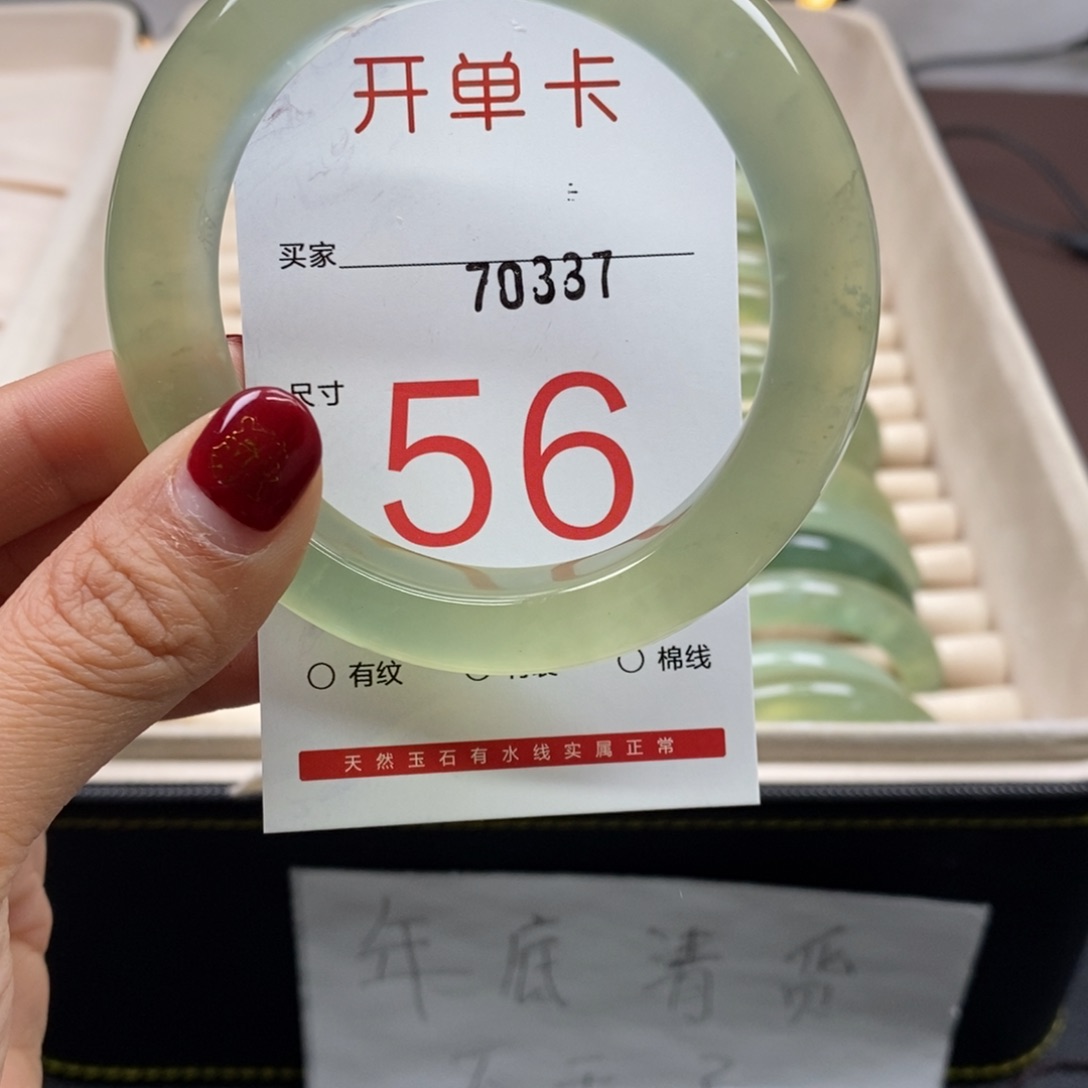 开单卡
买家
70337
尺寸
56
有纹
棉线
天然玉石有水线实属正常
年底清货